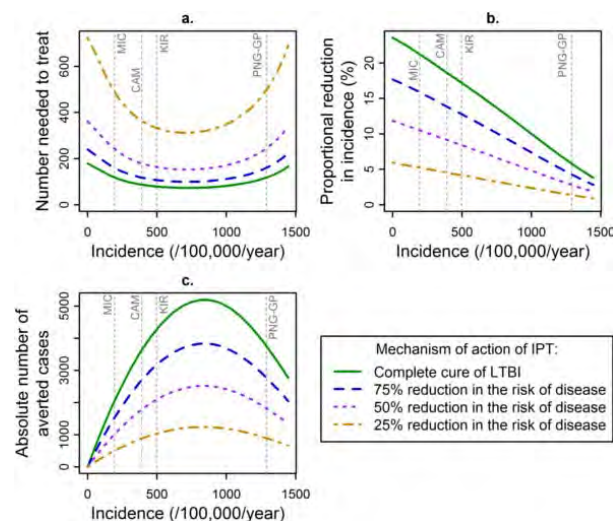 a.
Number needed to treat
600
400
200
0
MIC
CAM
KIR
PNG-GP
0 500 1000 1500
Incidence (/100,000/year)
b.
Proportional reduction
in incidence (%)
20
15
10
5
0
MIC
CAM
KIR
PNG-GP
0 500 1000 1500
Incidence (/100,000/year)
c.
Absolute number of
averted cases
5000
3000
1000
0
MIC
CAM
KIR
PNG-GP
0 500 1000 1500
Incidence (/100,000/year)
Mechanism of action of IPT:
Complete cure of LTBI
75% reduction in the risk of disease
50% reduction in the risk of disease
25% reduction in the risk of disease